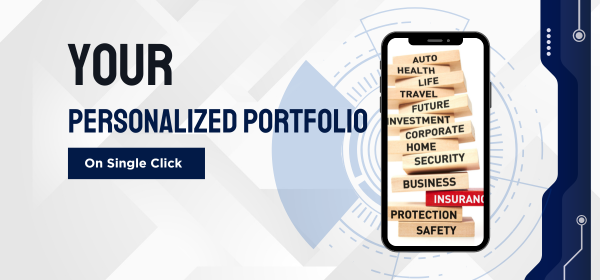 YOUR
PERSONALIZED PORTFOLIO
On Single Click
AUTO
HEALTH
LIFE
TRAVEL
FUTURE
INVESTMENT
CORPORATE
HOME
SECURITY
BUSINESS
INSURANC
PROTECTION
SAFETY